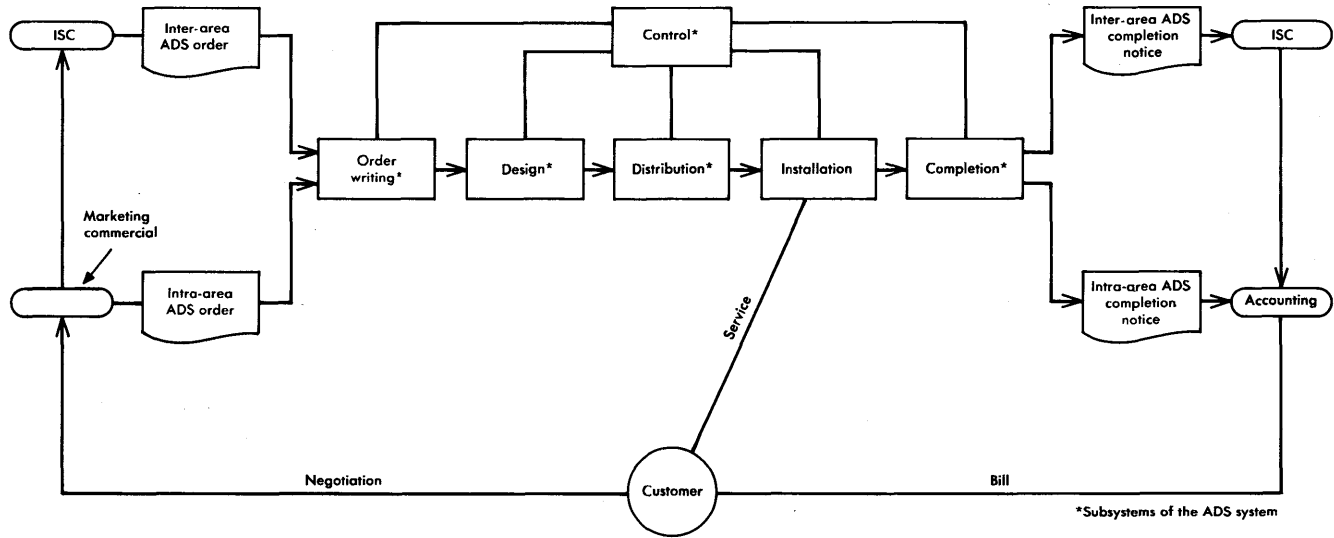 ISC
Inter-area
ADS order
Control*
Inter-area ADS
completion
notice
ISC
Order
writing*
Design*
Distribution*
Installation
Completion*
Marketing
commercial
Intra-area
ADS order
Service
Intra-area ADS
completion
notice
Accounting
Negotiation
Customer
Bill
*Subsystems of the ADS system